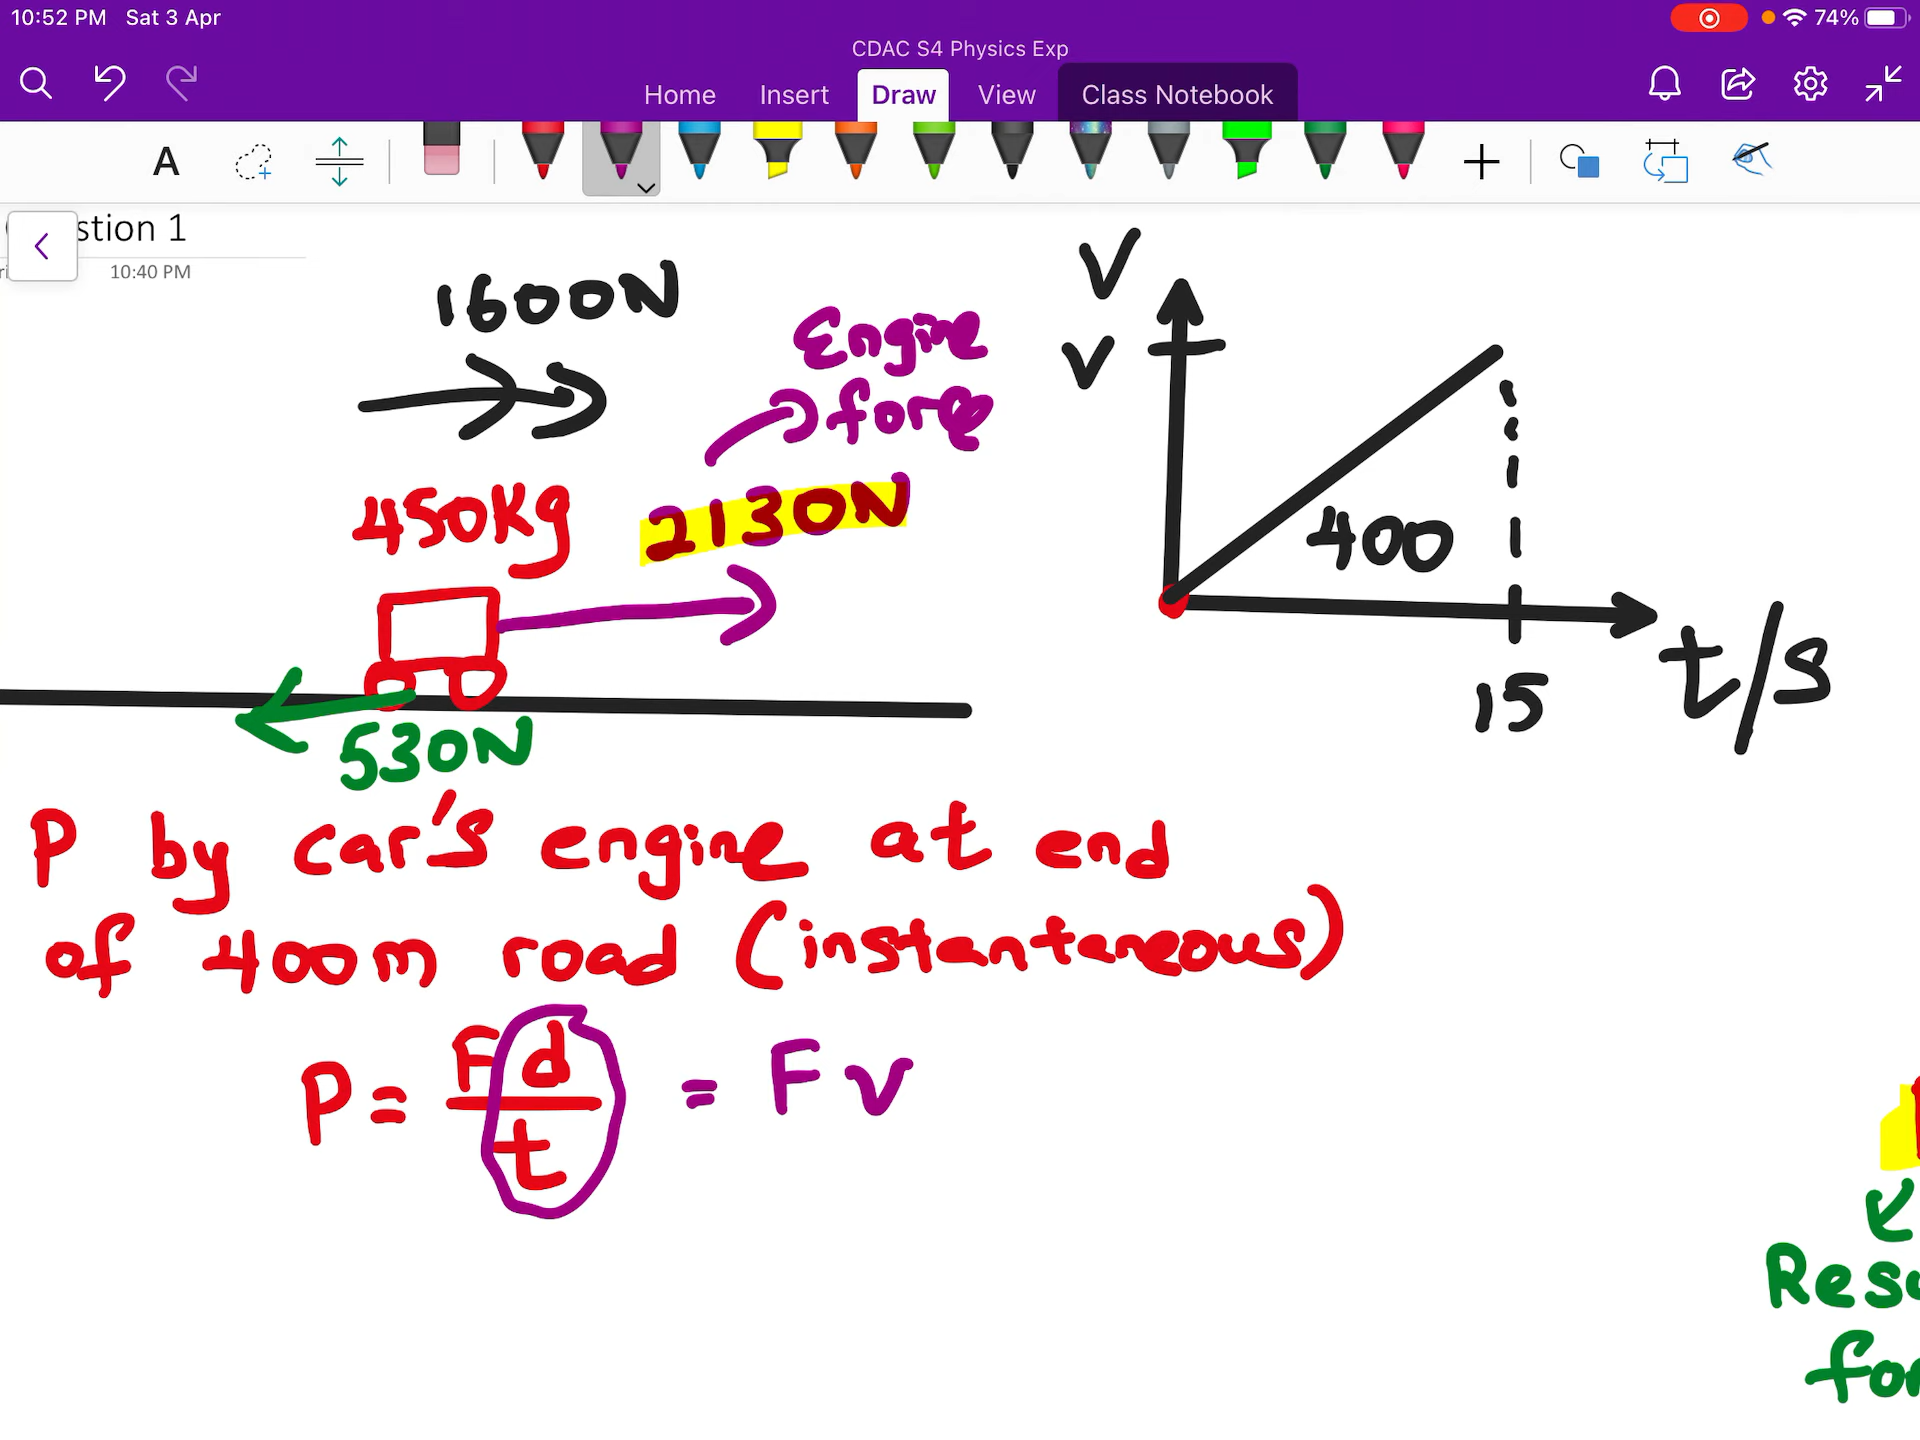 10:52 PM Sat 3 Apr
74%
CDAC S4 Physics Exp
Home Insert Draw View Class Notebook
A
stion 1
10:40 PM
1600N
Engine
force
450kg
2130N
530N
V
V
400
15
t/s
P by car's engine at end
of 400m road (instantaneous)
P = Fd/t = Fv